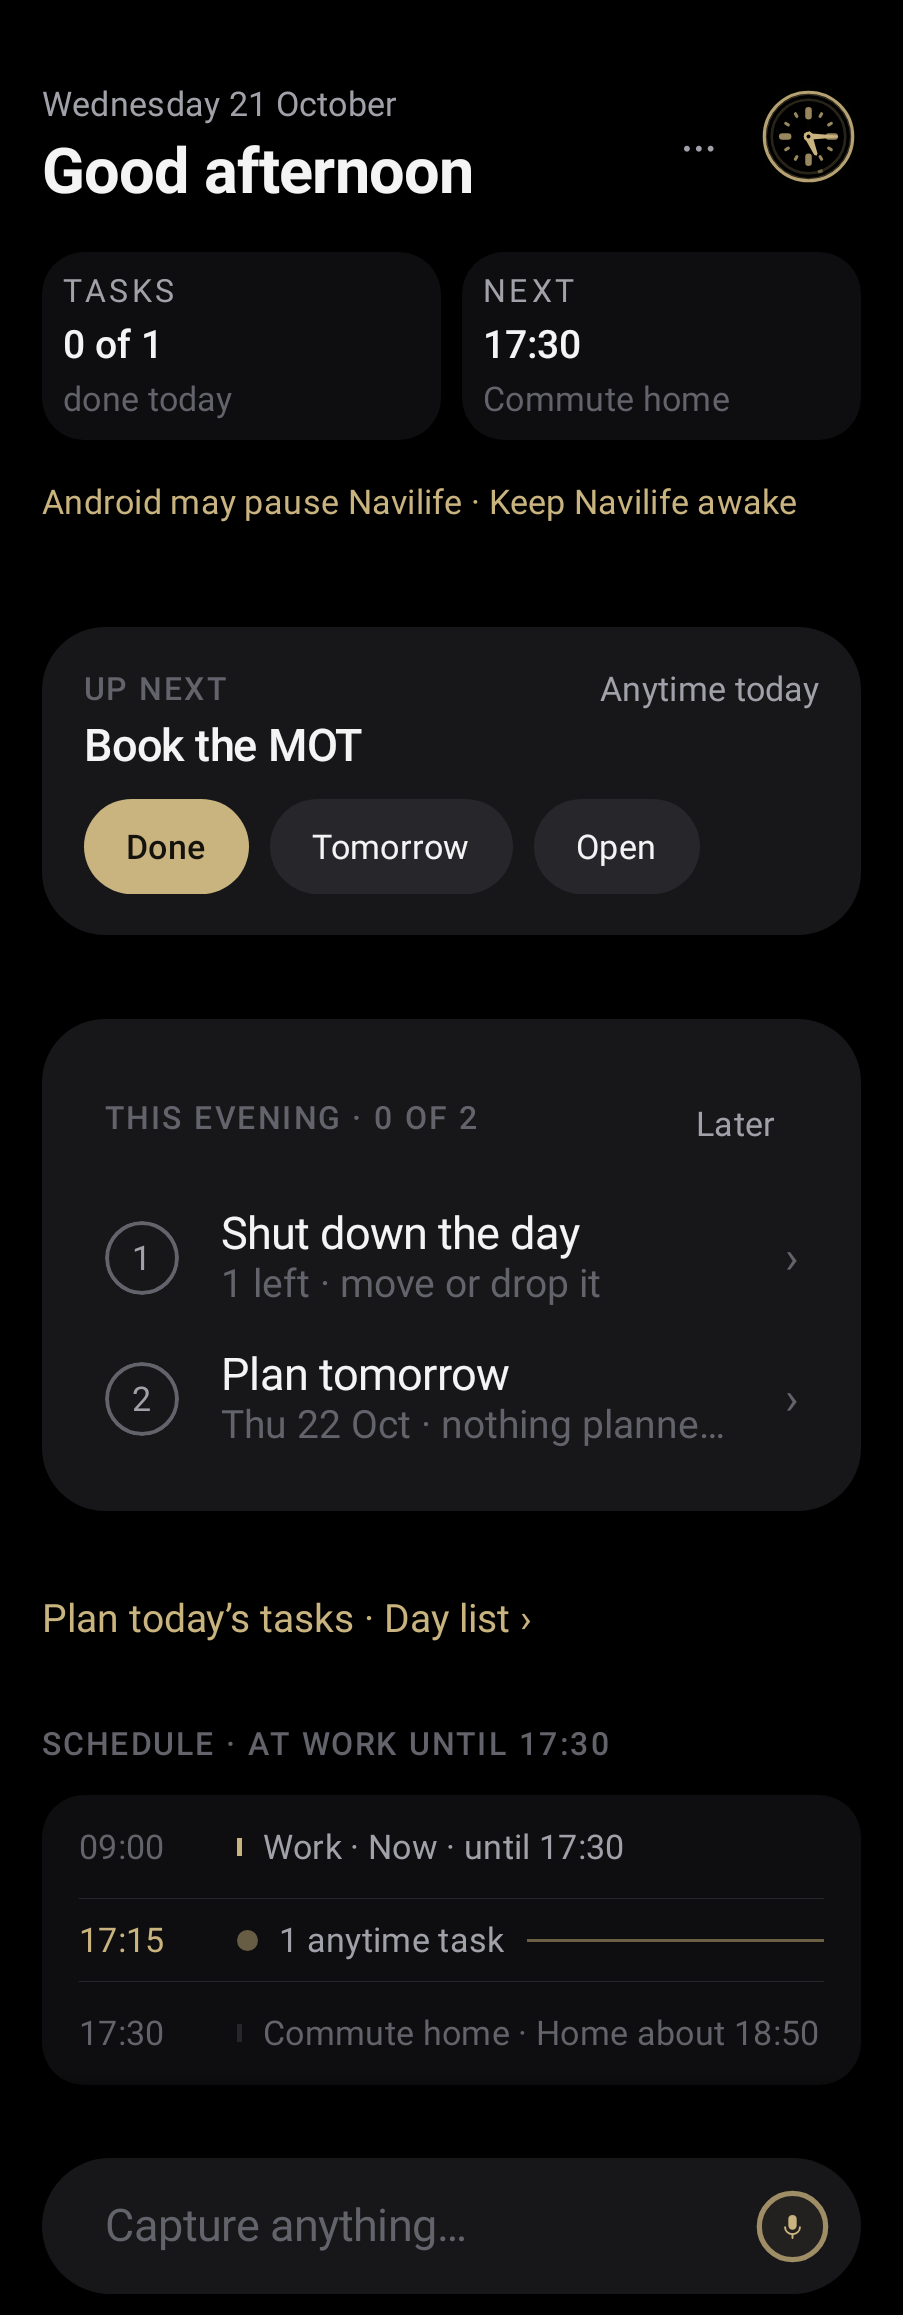 Wednesday 21 October
Good afternoon
...
TASKS
0 of 1
done today
NEXT
17:30
Commute home
Android may pause Navilife · Keep Navilife awake
UP NEXT
Anytime today
Book the MOT
Done
Tomorrow
Open
THIS EVENING · 0 OF 2
Later
1
Shut down the day
1 left · move or drop it
›
2
Plan tomorrow
Thu 22 Oct · nothing planne...
›
Plan today’s tasks · Day list ›
SCHEDULE · AT WORK UNTIL 17:30
09:00 Work · Now · until 17:30
17:15 1 anytime task
17:30 Commute home · Home about 18:50
Capture anything...